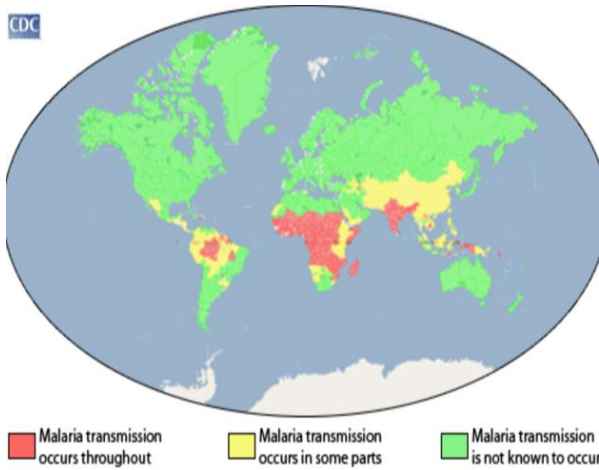 CDC
Malaria transmission
occurs throughout
Malaria transmission
occurs in some parts
Malaria transmission
is not known to occur